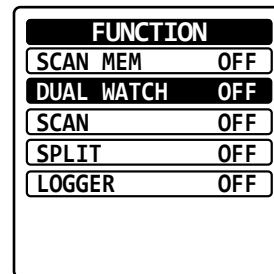 FUNCTION
SCAN MEM OFF
DUAL WATCH OFF
SCAN OFF
SPLIT OFF
LOGGER OFF